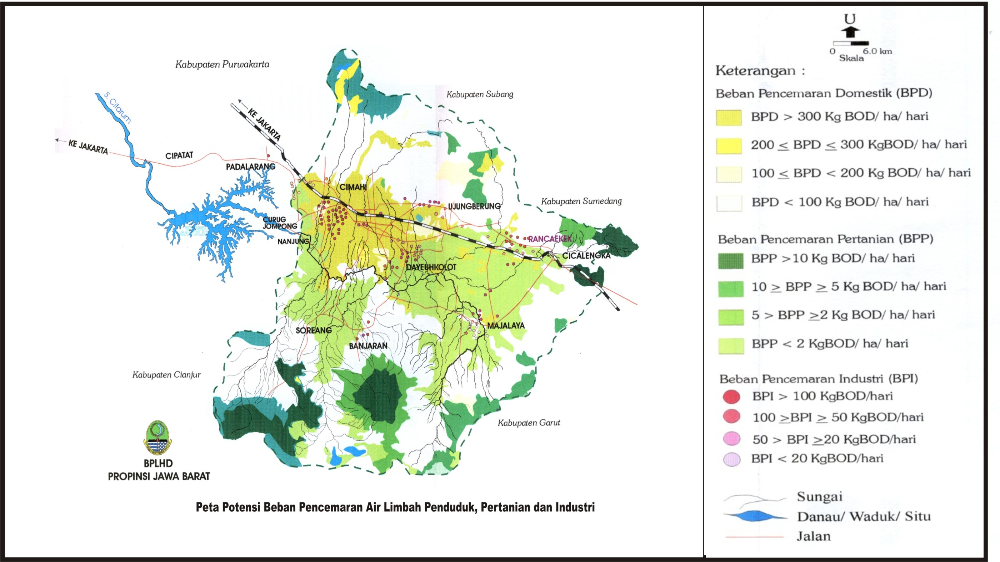 Kabupaten Purwakarta
Kabupaten Subang
S. Citarum
KE JAKARTA
KE JAKARTA
CIPATAT
PADALARANG
CIMAHI
Kabupaten Sumedang
UJUNGBERUNG
CURUG
JOMPONG
NANJUNG
RANCAEKEK
CICALENGKA
DAYEUHKOLOT
SOREANG
MAJALAYA
BANJARAN
Kabupaten Cianjur
Kabupaten Garut
BPLHD
PROPINSI JAWA BARAT
Peta Potensi Beban Pencemaran Air Limbah Penduduk, Pertanian dan Industri
U
0 6.0 km
Skala
Keterangan :
Beban Pencemaran Domestik (BPD)
BPD > 300 Kg BOD/ ha/ hari
200 ≤ BPD ≤ 300 KgBOD/ ha/ hari
100 ≤ BPD < 200 Kg BOD/ ha/ hari
BPD < 100 Kg BOD/ ha/ hari
Beban Pencemaran Pertanian (BPP)
BPP >10 Kg BOD/ ha/ hari
10 ≥ BPP ≥ 5 Kg BOD/ ha/ hari
5 > BPP ≥2 Kg BOD/ ha/ hari
BPP < 2 KgBOD/ ha/ hari
Beban Pencemaran Industri (BPI)
BPI > 100 KgBOD/hari
100 ≥BPI ≥ 50 KgBOD/hari
50 > BPI ≥20 KgBOD/hari
BPI < 20 KgBOD/hari
Sungai
Danau/ Waduk/ Situ
Jalan